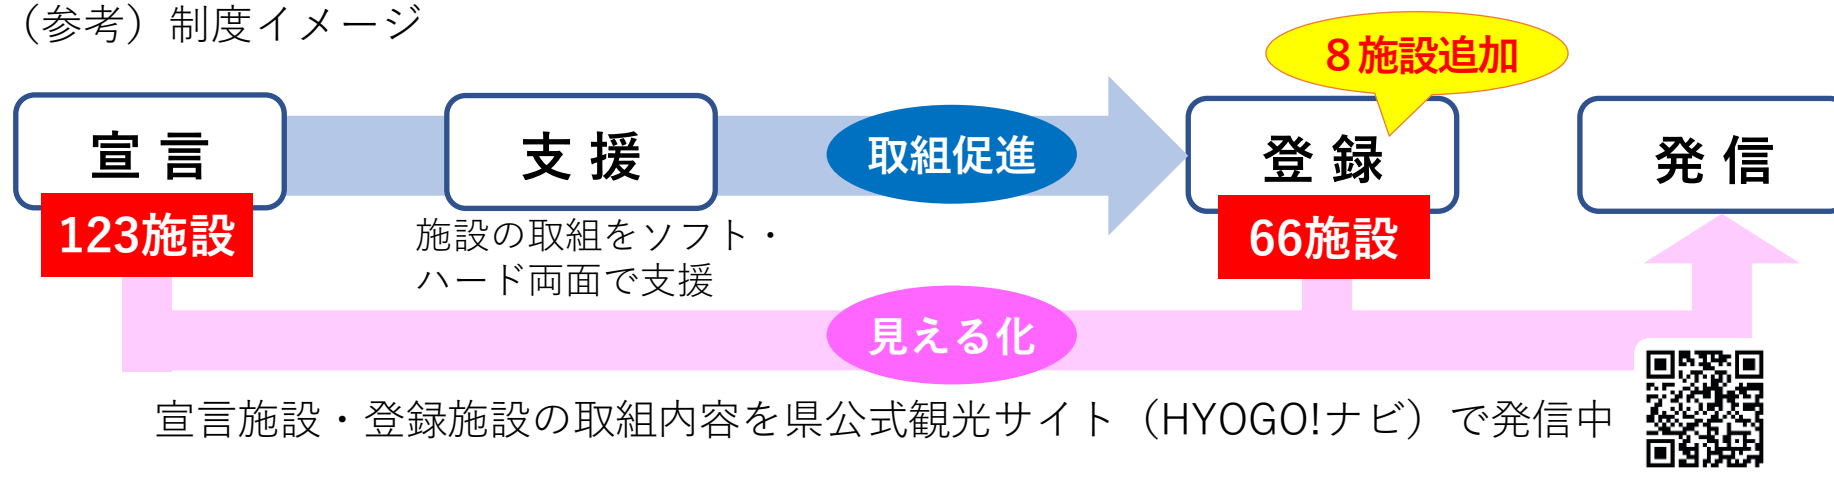 （参考）制度イメージ
８施設追加
宣 言
支 援
取組促進
登 録
発 信
123施設
66施設
施設の取組をソフト・
ハード両面で支援
見える化
宣言施設・登録施設の取組内容を県公式観光サイト（HYOGO!ナビ）で発信中